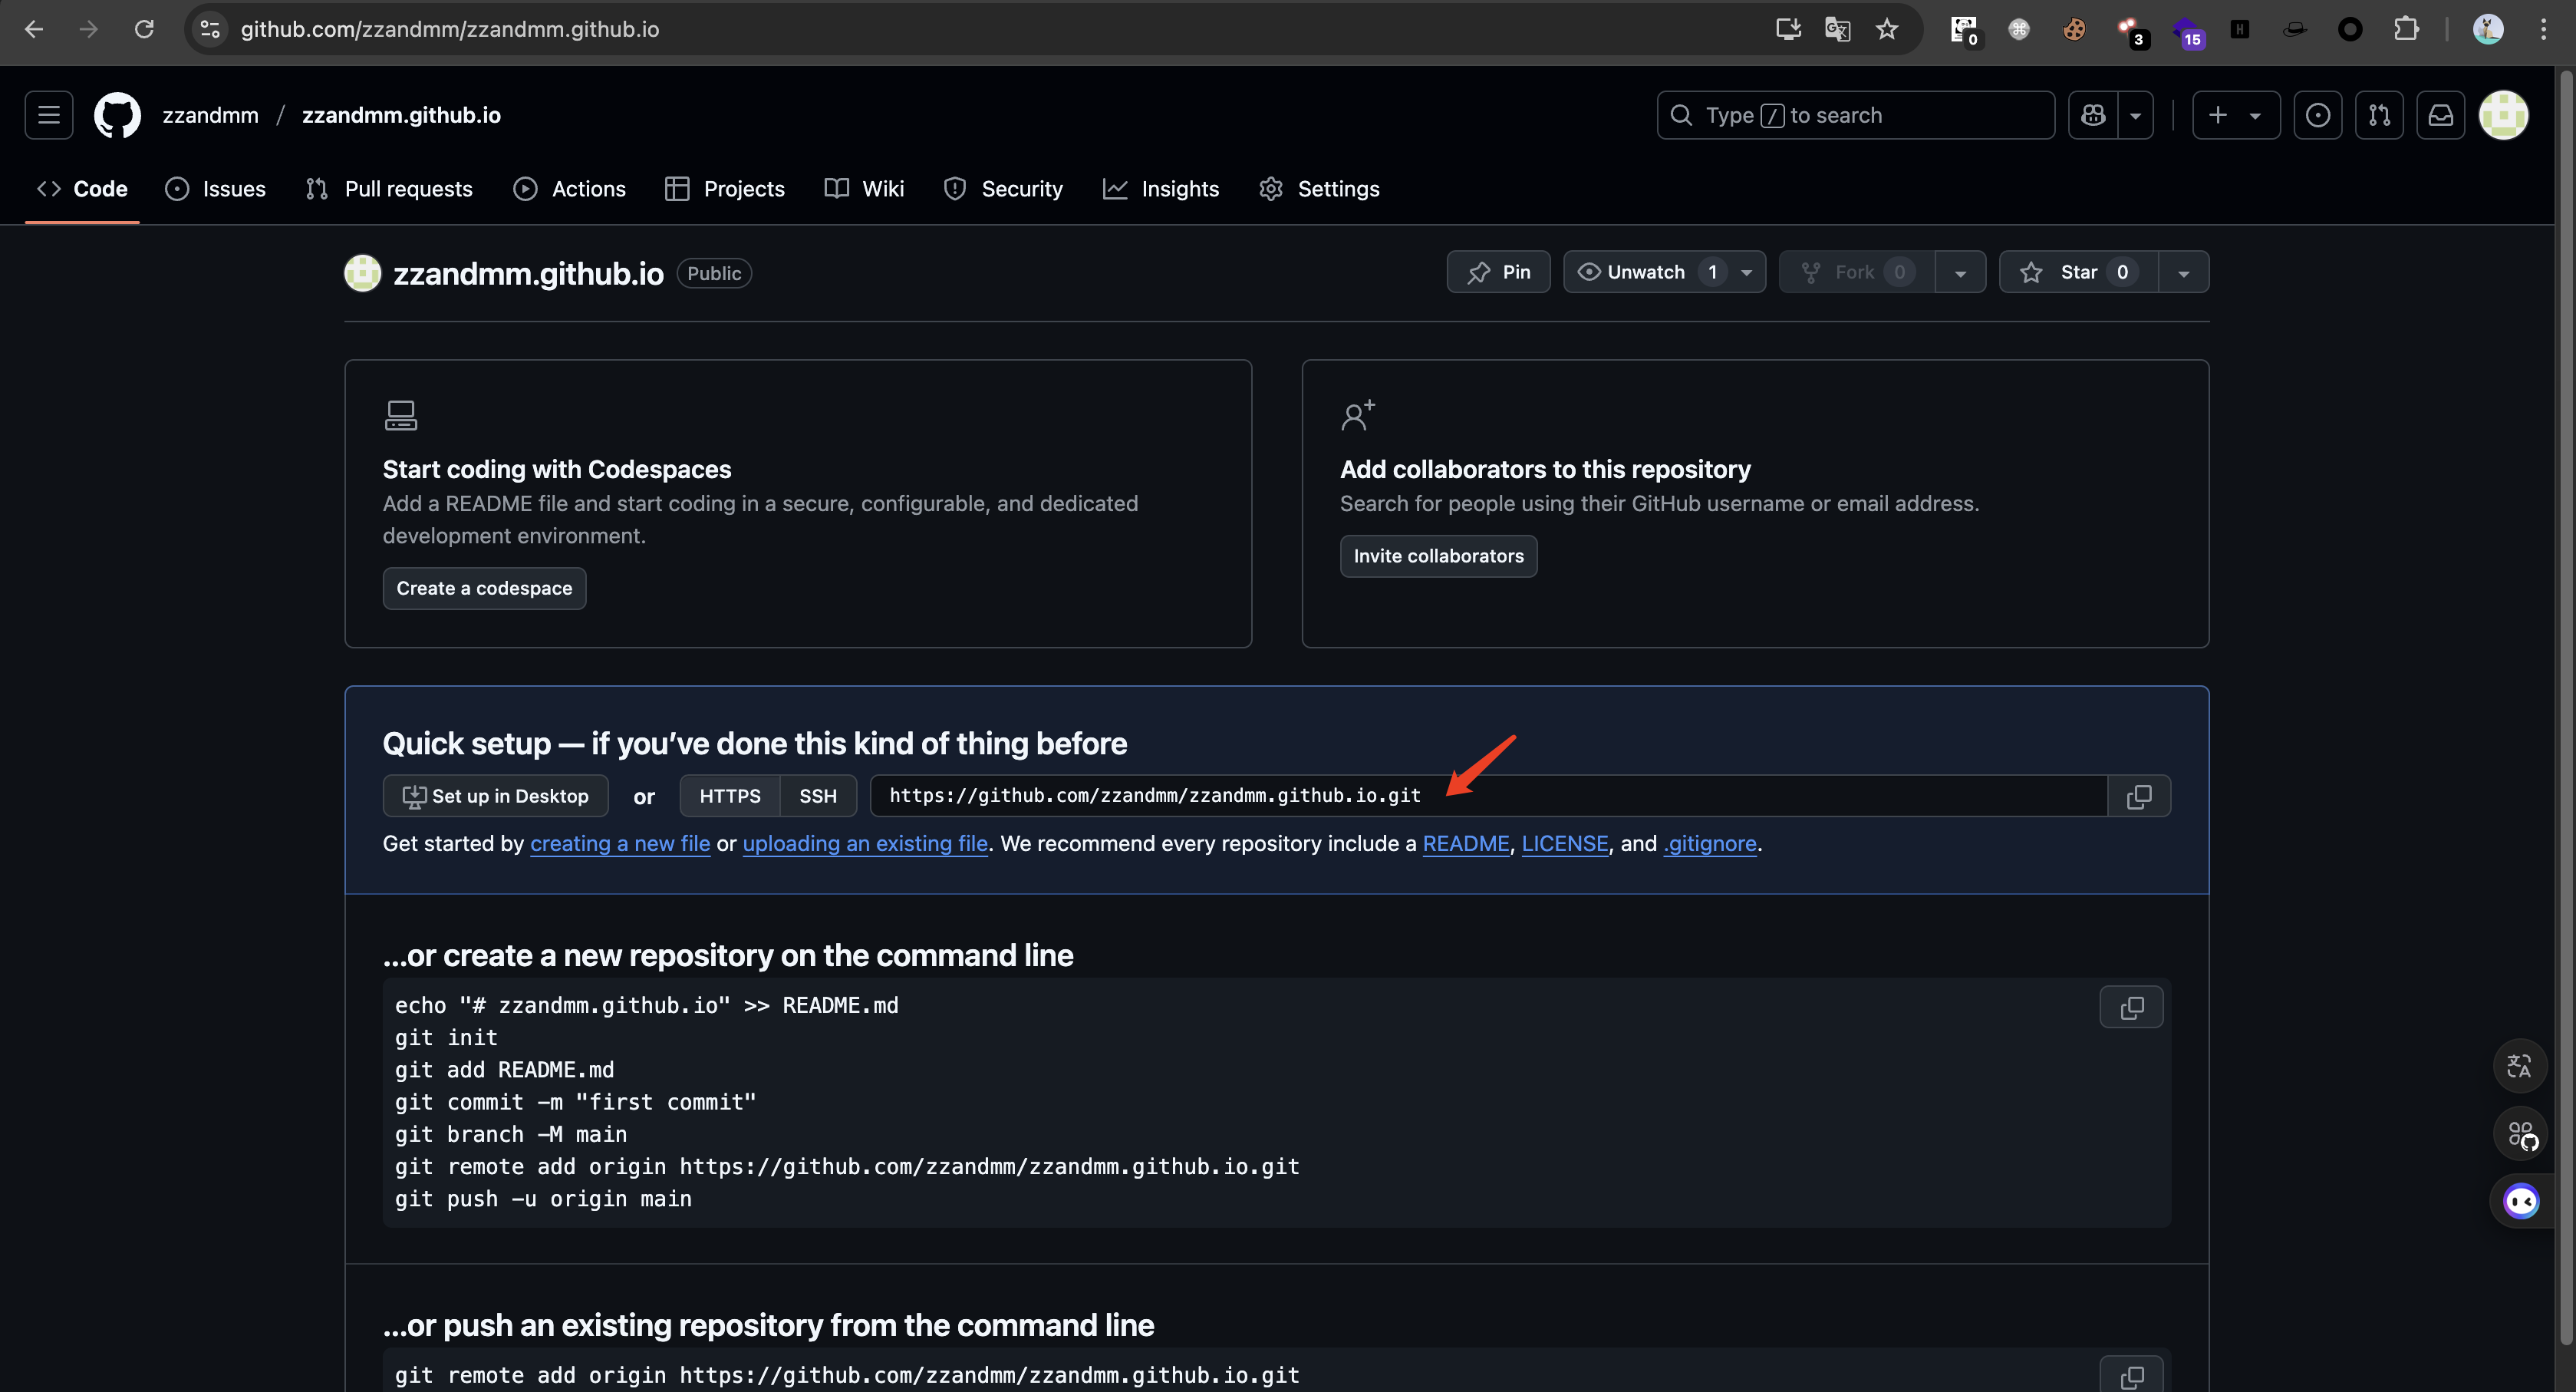 github.com/zzandmm/zzandmm.github.io
0
3
15
H
zzandmm / zzandmm.github.io
Type / to search
Code
Issues
Pull requests
Actions
Projects
Wiki
Security
Insights
Settings
zzandmm.github.io Public
Pin
Unwatch 1
Fork 0
Star 0
Start coding with Codespaces
Add a README file and start coding in a secure, configurable, and dedicated
development environment.
Create a codespace
Add collaborators to this repository
Search for people using their GitHub username or email address.
Invite collaborators
Quick setup — if you’ve done this kind of thing before
Set up in Desktop or HTTPS SSH https://github.com/zzandmm/zzandmm.github.io.git
Get started by creating a new file or uploading an existing file. We recommend every repository include a README, LICENSE, and .gitignore.
…or create a new repository on the command line
echo "# zzandmm.github.io" >> README.md
git init
git add README.md
git commit -m "first commit"
git branch -M main
git remote add origin https://github.com/zzandmm/zzandmm.github.io.git
git push -u origin main
…or push an existing repository from the command line
git remote add origin https://github.com/zzandmm/zzandmm.github.io.git